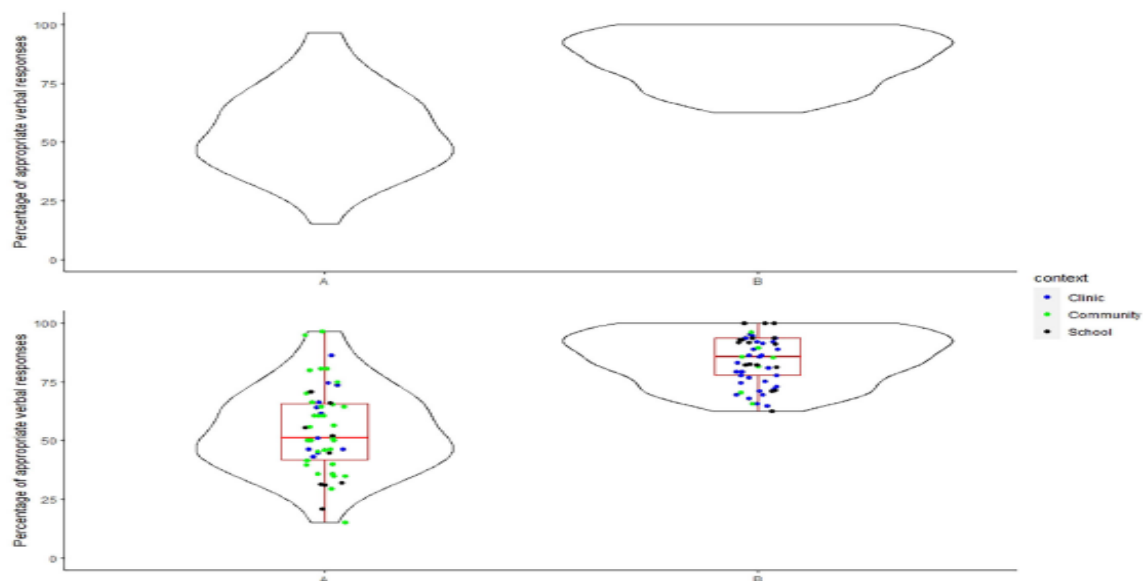 Percentage of appropriate verbal responses
100
75
50
25
0
A
B
context
Clinic
Community
School
Percentage of appropriate verbal responses
100
75
50
25
0
A
B